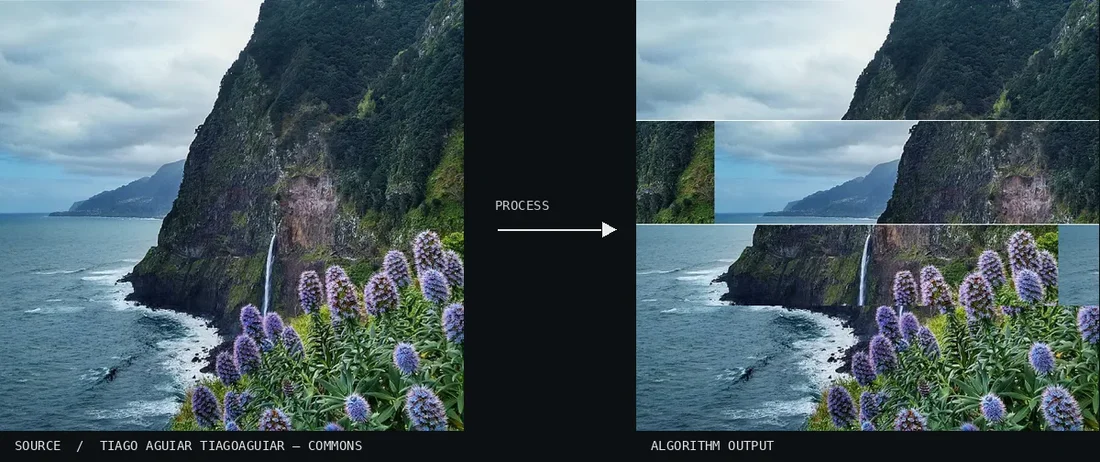 PROCESS
SOURCE / TIAGO AGUIAR TIAGOAGUIAR — COMMONS
ALGORITHM OUTPUT